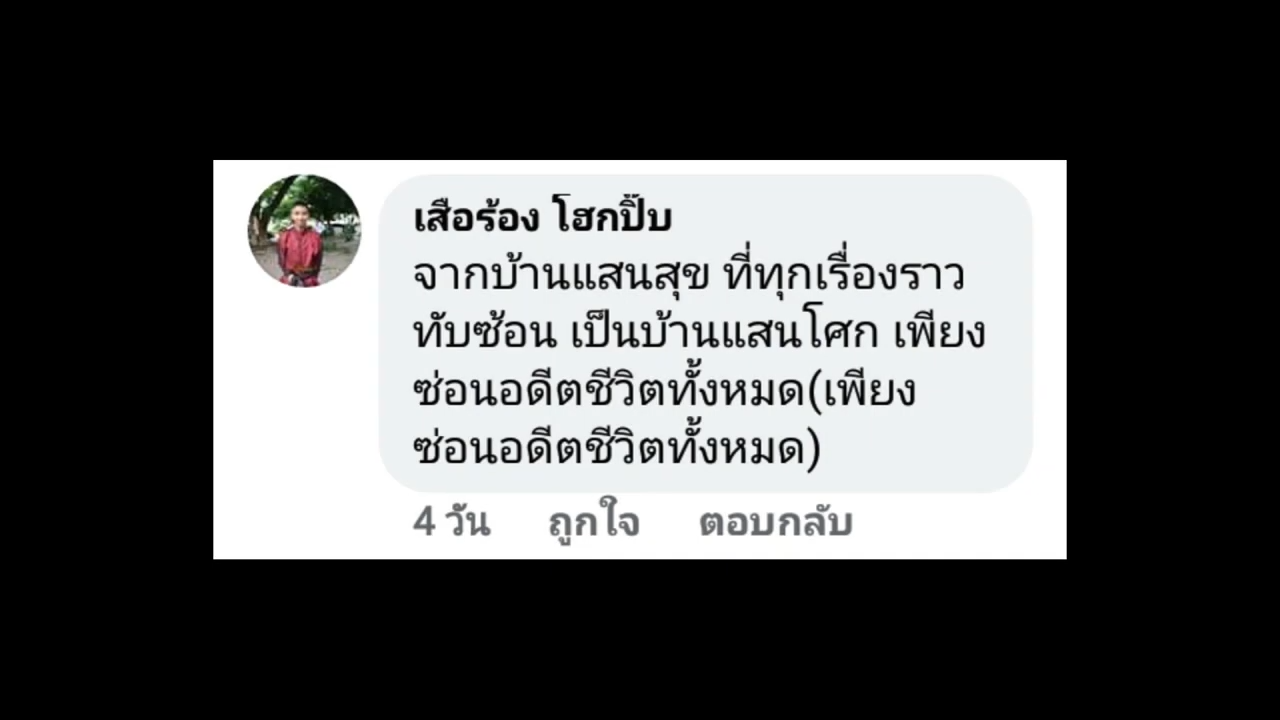 เสือร้อง โฮกปี๊บ
จากบ้านแสนสุข ที่ทุกเรื่องราว
ทับซ้อน เป็นบ้านแสนโศก เพียง
ซ่อนอดีตชีวิตทั้งหมด(เพียง
ซ่อนอดีตชีวิตทั้งหมด)
4 วัน ถูกใจ ตอบกลับ